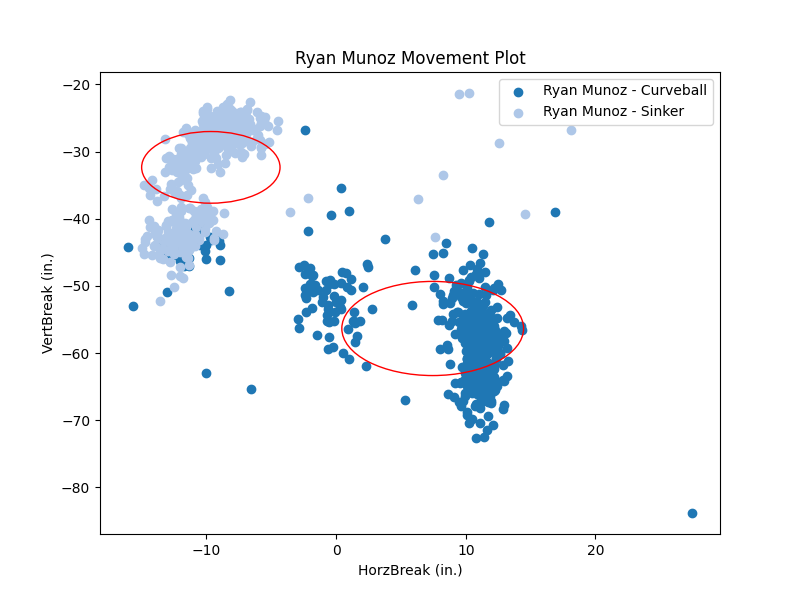 Ryan Munoz Movement Plot
Ryan Munoz - Curveball
Ryan Munoz - Sinker
−20
−30
−40
−50
−60
−70
−80
VertBreak (in.)
−10
0
10
20
HorzBreak (in.)